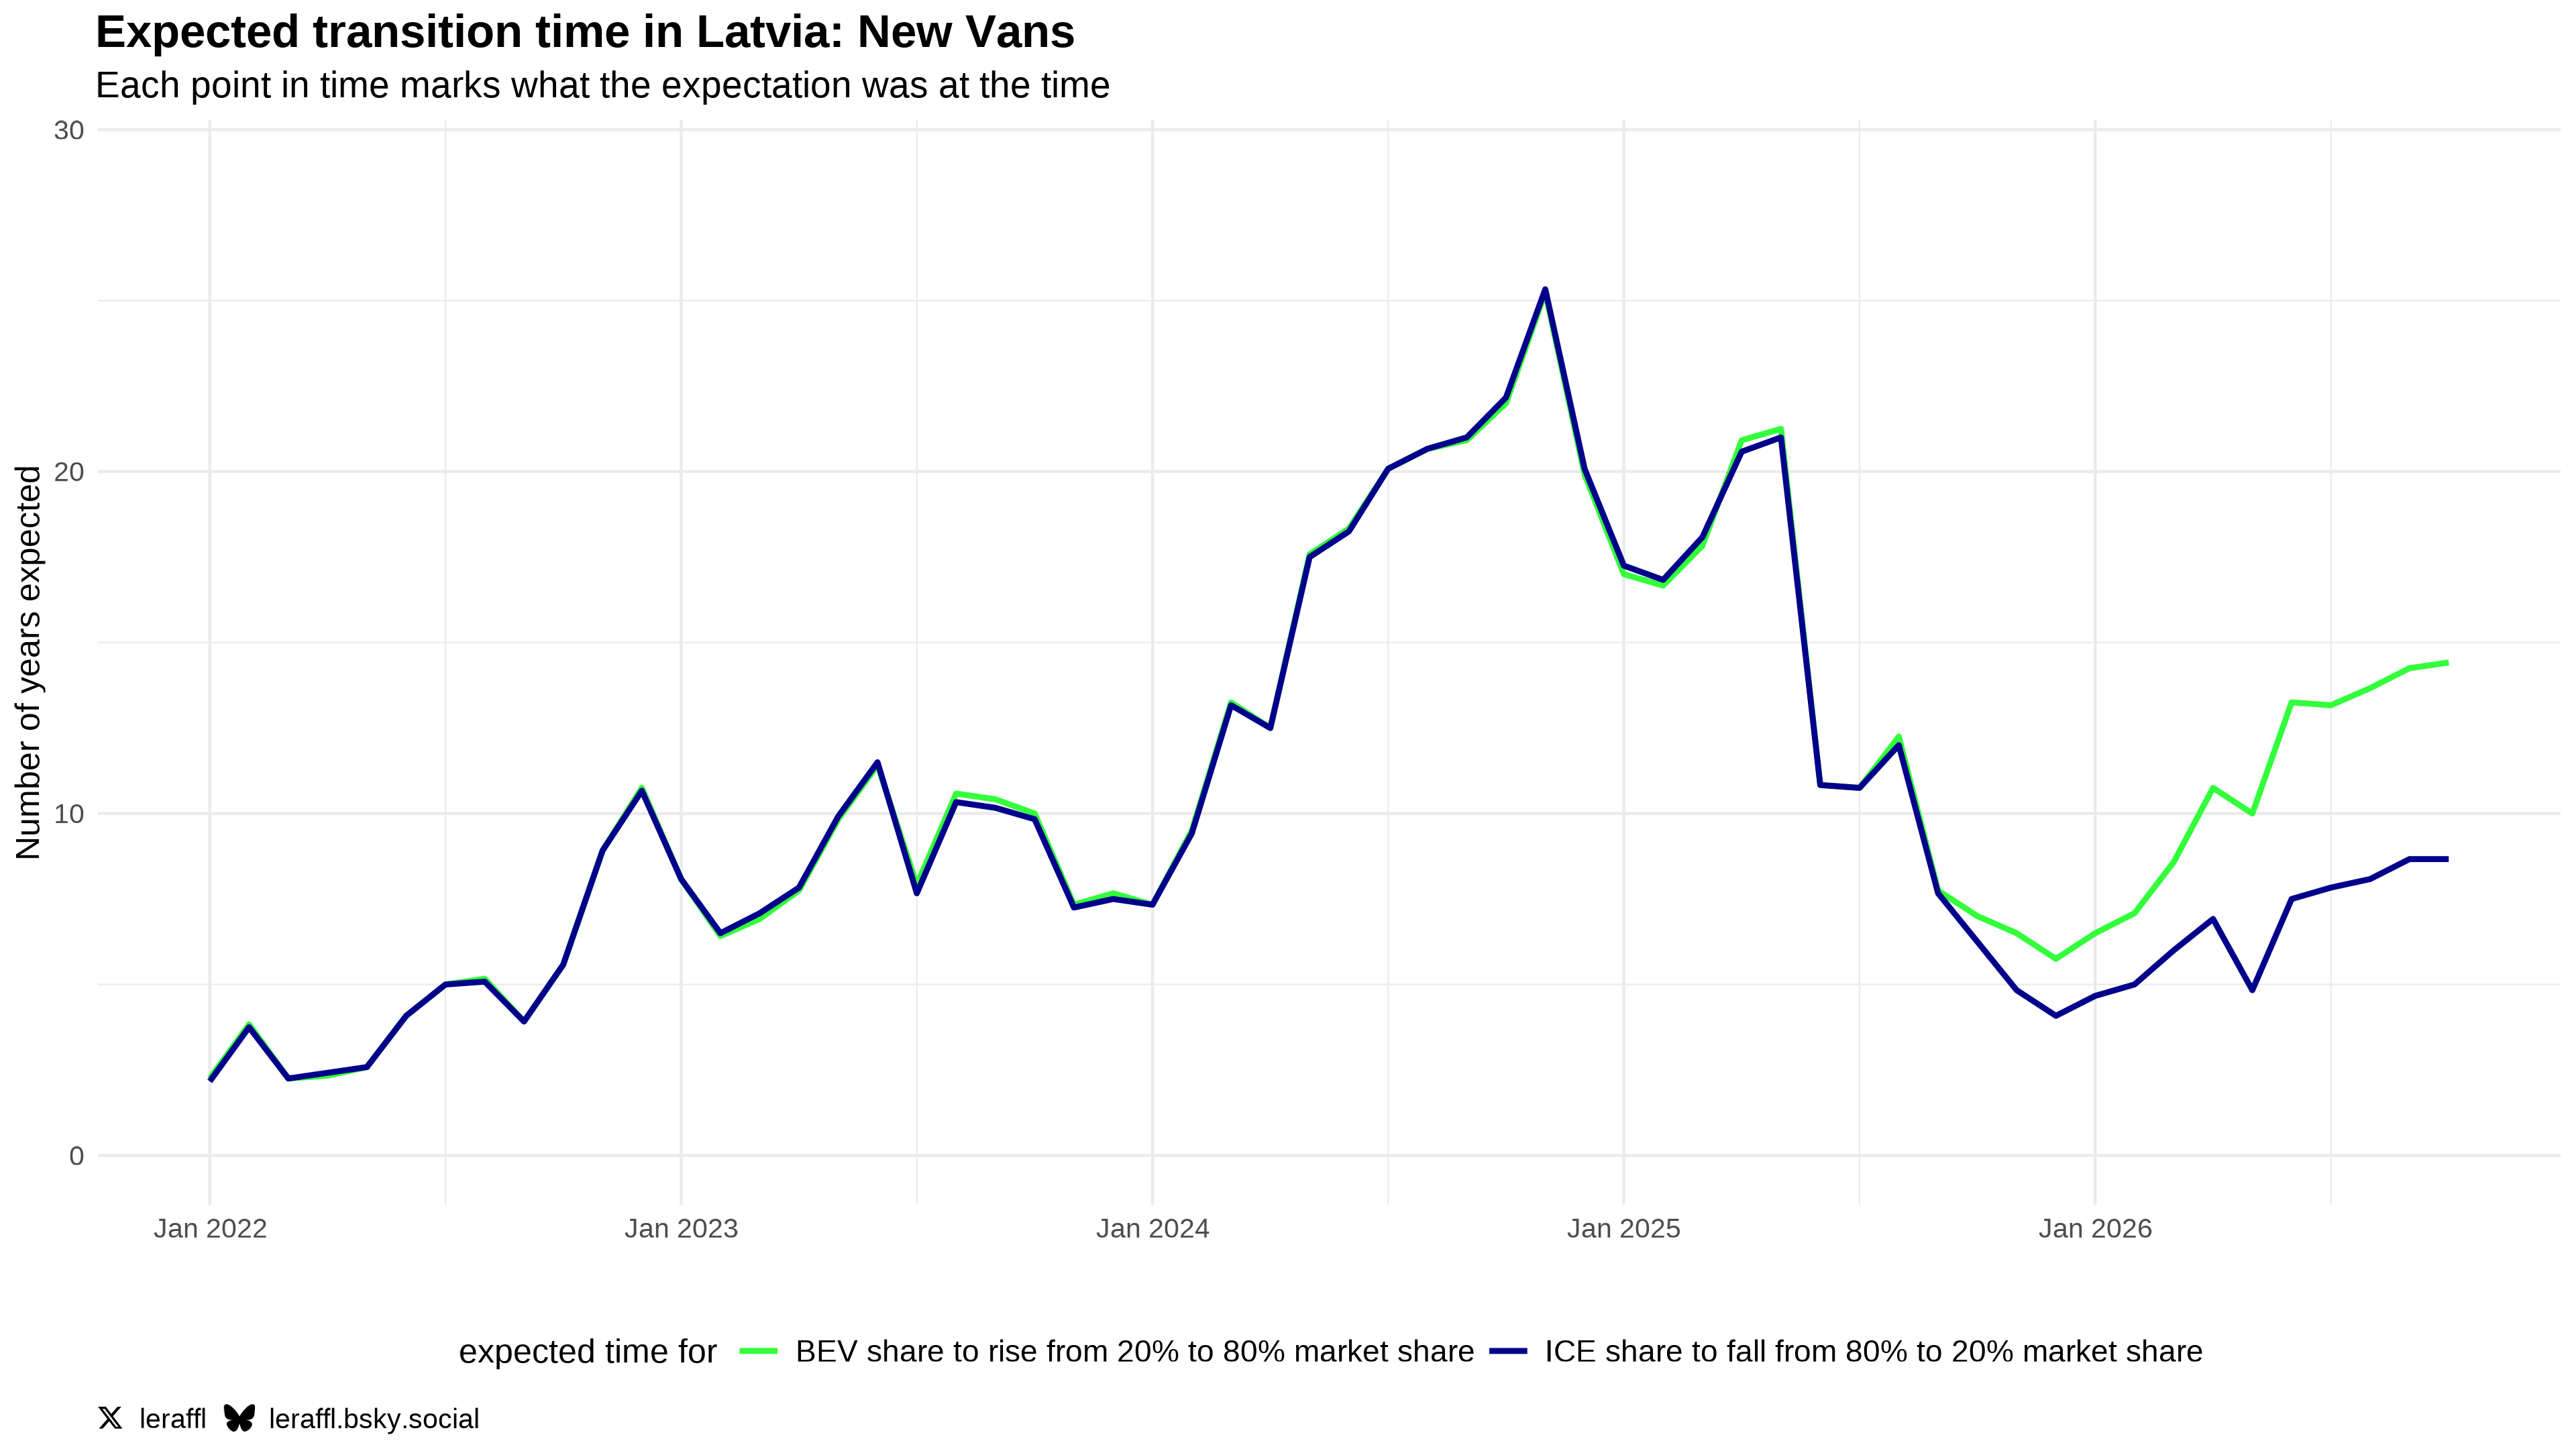 Expected transition time in Latvia: New Vans
Each point in time marks what the expectation was at the time
Number of years expected
30
20
10
0
Jan 2022
Jan 2023
Jan 2024
Jan 2025
Jan 2026
expected time for
BEV share to rise from 20% to 80% market share
ICE share to fall from 80% to 20% market share
leraffl
leraffl.bsky.social